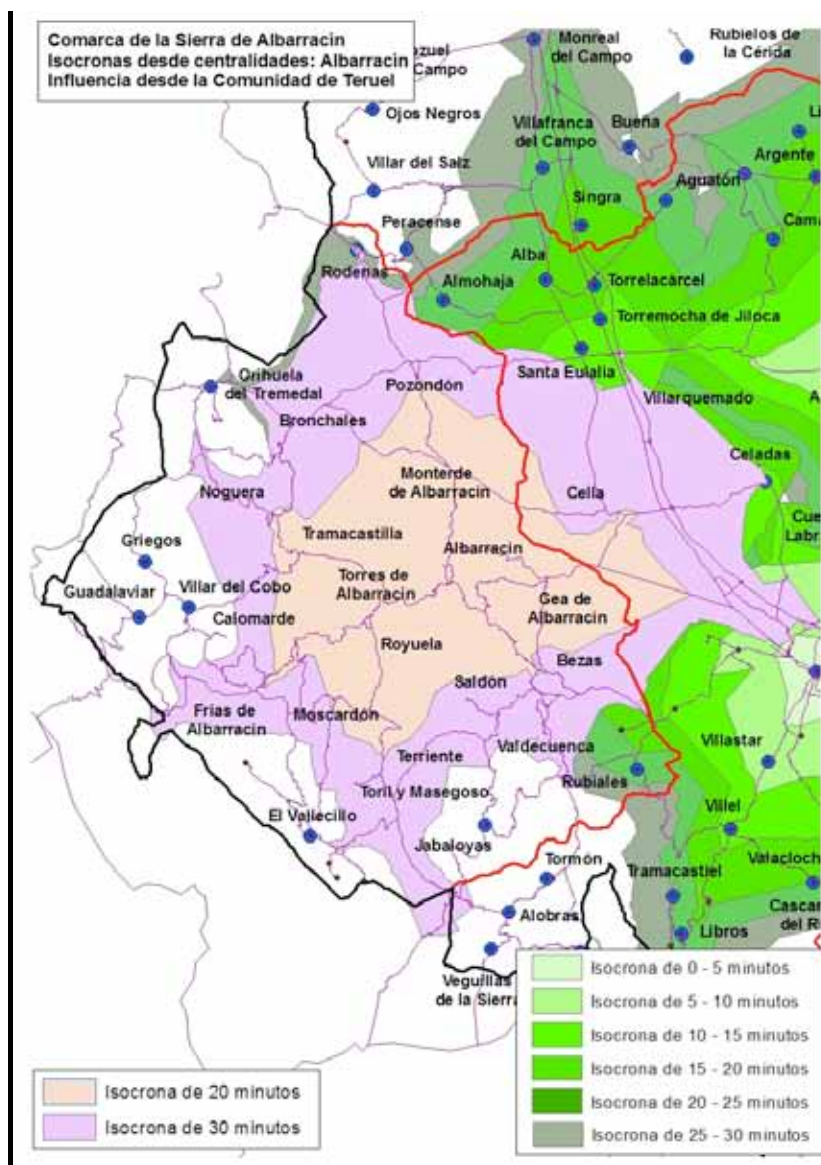 Comarca de la Sierra de Albarracin
Isocronas desde centralidades: Albarracin
Influencia desde la Comunidad de Teruel
Campo
Monreal
del Campo
Rubielos de
la Cérida
Ojos Negros
Villafranca
del Campo
Bueña
Villar del Salz
Argente
Aguatón
Singra
Peracense
Rodenas
Alba
Almohaja
Torrelacárcel
Torremocha de Jiloca
Orihuela
del Tremedal
Pozondón
Santa Eulalia
Bronchales
Villarquemado
Celadas
Monterde
de Albarracín
Noguera
Cella
Tramacastilla
Griegos
Albarracín
Torres de
Albarracín
Guadalaviar
Villar del Cobo
Gea de
Albarracín
Calomarde
Royuela
Bezas
Saldón
Frías de
Albarracín
Moscardón
Terriente
Valdecuenca
Villastar
Rubiales
Toril y Masegoso
El Vallecillo
Villel
Jabaloyas
Tormón
Tramacastiel
Alobras
Libros
Veguillas
de la Sierra
Isocrona de 0 - 5 minutos
Isocrona de 5 - 10 minutos
Isocrona de 10 - 15 minutos
Isocrona de 15 - 20 minutos
Isocrona de 20 - 25 minutos
Isocrona de 25 - 30 minutos
Isocrona de 20 minutos
Isocrona de 30 minutos